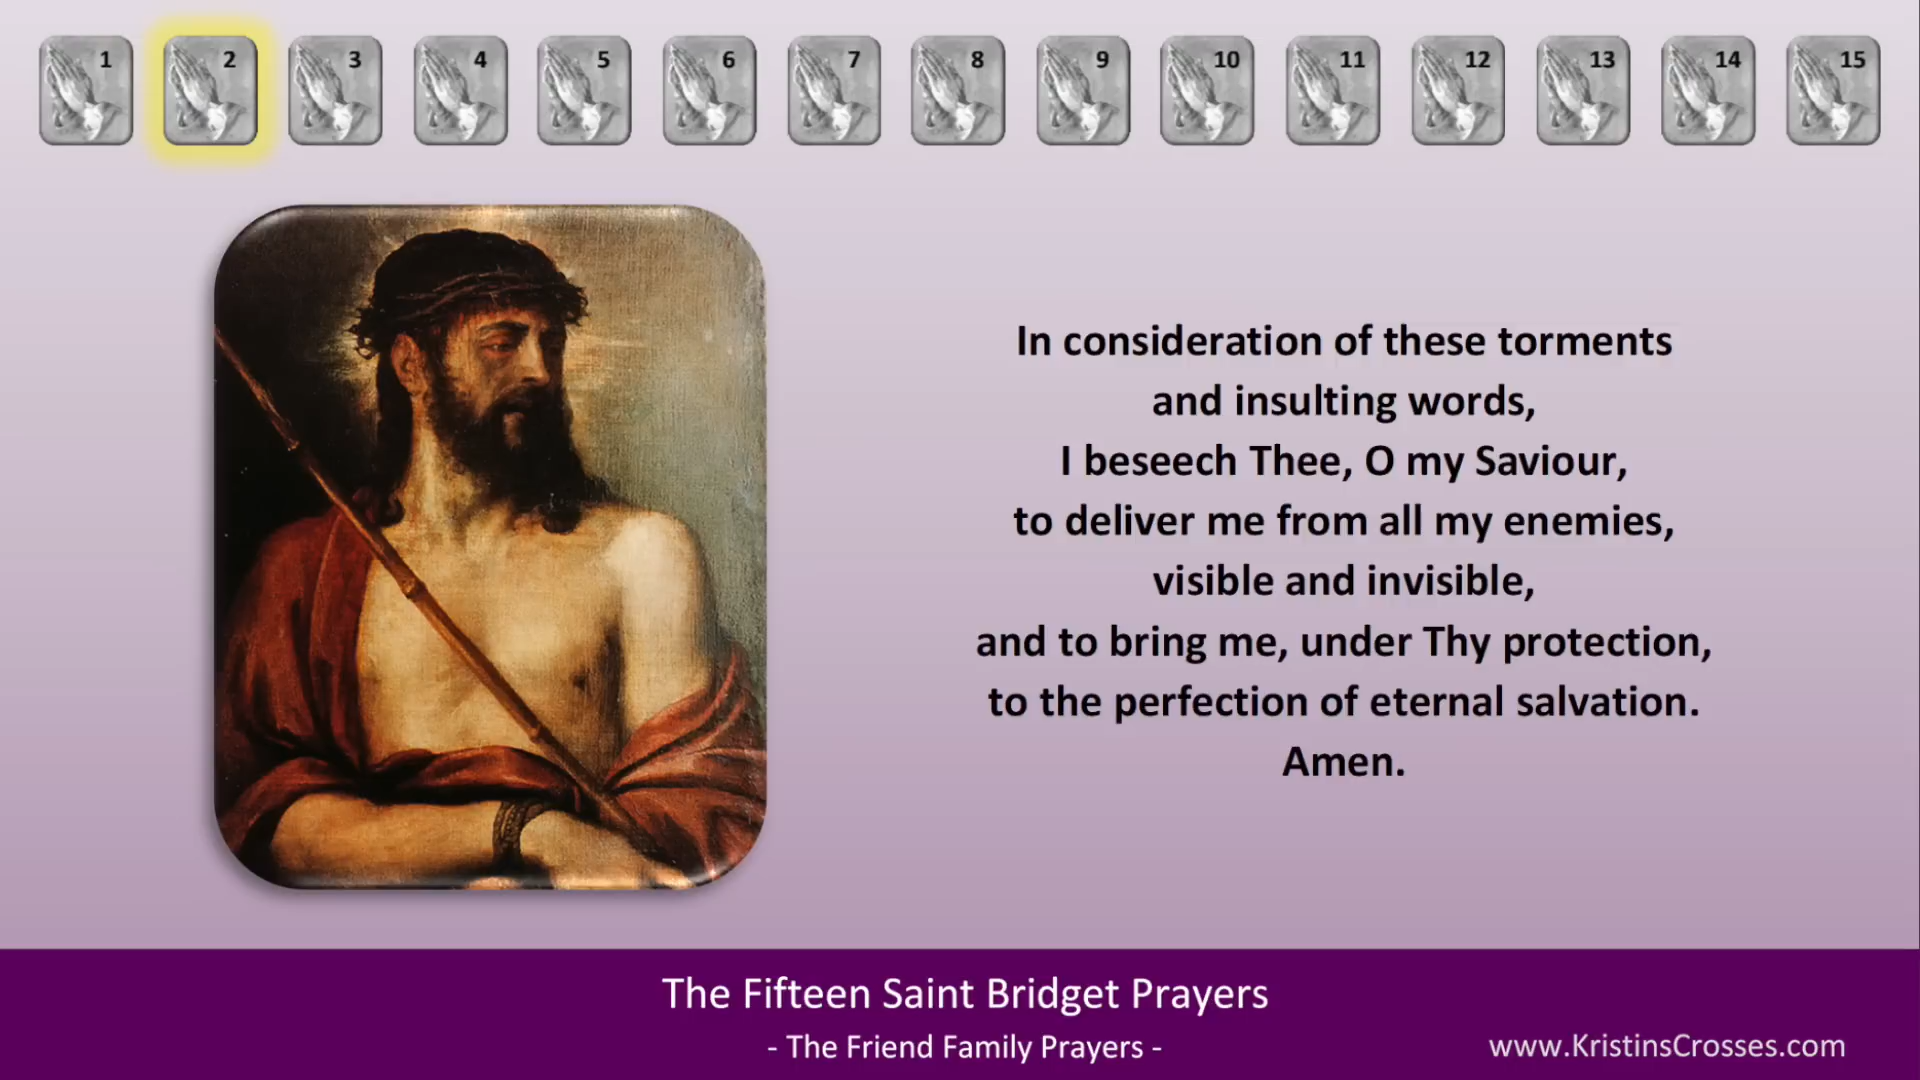 1 2 3 4 5 6 7 8 9 10 11 12 13 14 15
In consideration of these torments
and insulting words,
I beseech Thee, O my Saviour,
to deliver me from all my enemies,
visible and invisible,
and to bring me, under Thy protection,
to the perfection of eternal salvation.
Amen.
The Fifteen Saint Bridget Prayers
- The Friend Family Prayers -
www.KristinsCrosses.com